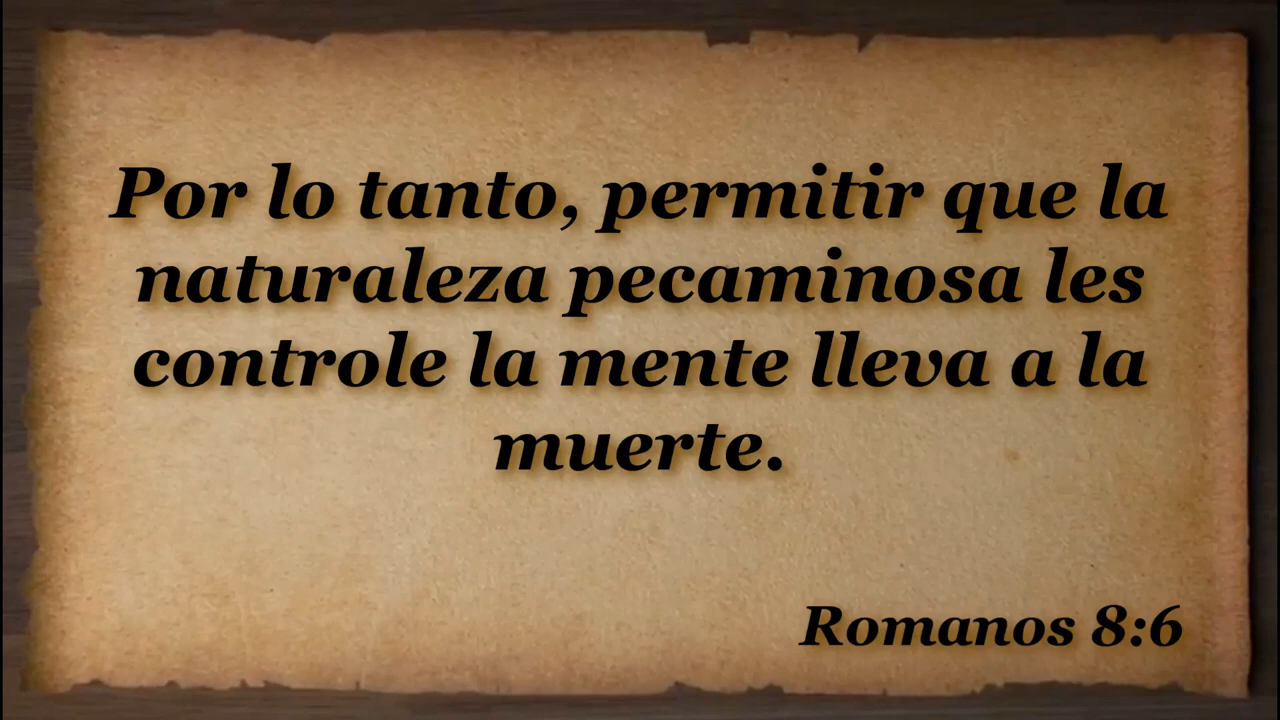 Por lo tanto, permitir que la
naturaleza pecaminosa les
controle la mente lleva a la
muerte.
Romanos 8:6